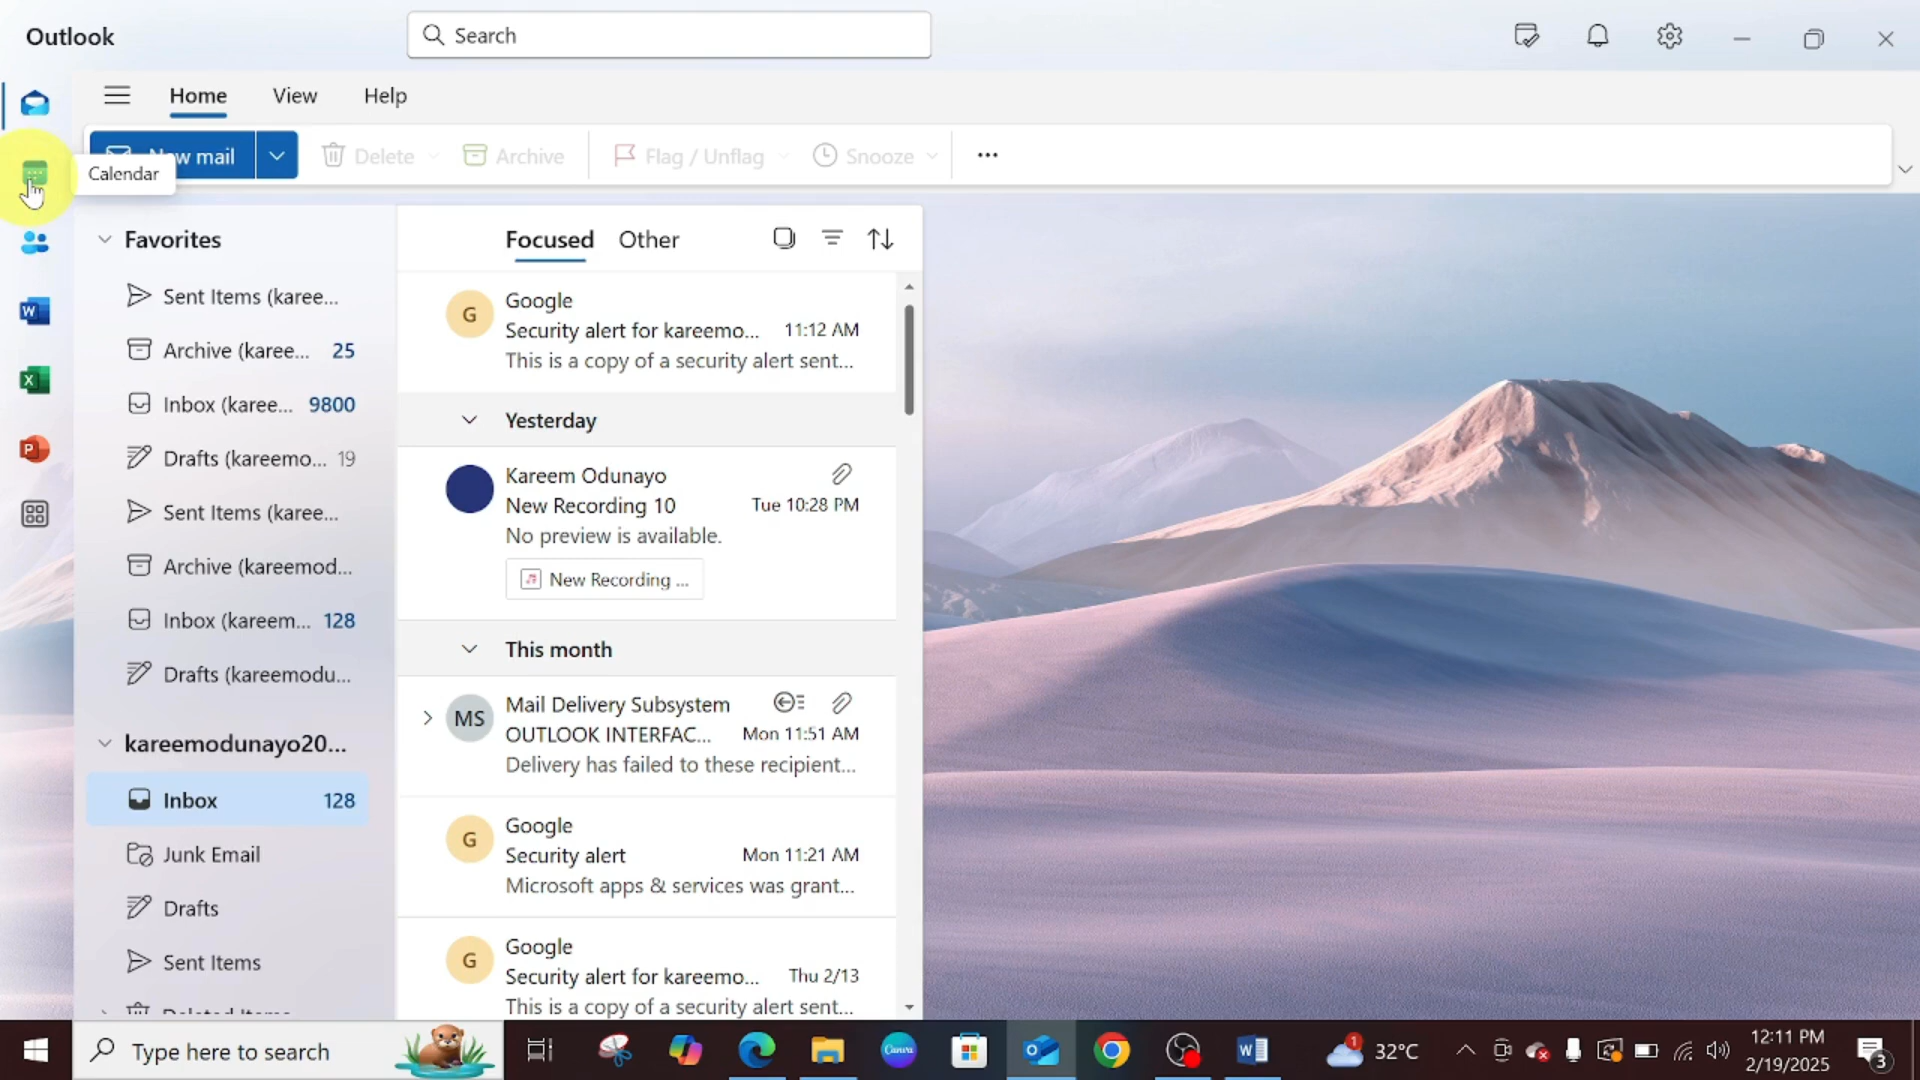 Outlook
Search
Home
View
Help
mail
Delete
Archive
Flag / Unflag
Snooze
Calendar
Favorites
Sent Items (karee...
Archive (karee... 25
Inbox (karee... 9800
Drafts (kareemo... 19
Sent Items (karee...
Archive (kareemod...
Inbox (kareem... 128
Drafts (kareemodu...
kareemodunayo20...
Inbox 128
Junk Email
Drafts
Sent Items
Focused Other
G
Google
Security alert for kareemo... 11:12 AM
This is a copy of a security alert sent...
Yesterday
Kareem Odunayo
New Recording 10 Tue 10:28 PM
No preview is available.
New Recording ...
This month
MS
Mail Delivery Subsystem
OUTLOOK INTERFAC... Mon 11:51 AM
Delivery has failed to these recipient...
G
Google
Security alert Mon 11:21 AM
Microsoft apps & services was grant...
G
Google
Security alert for kareemo... Thu 2/13
This is a copy of a security alert sent...
Type here to search
Canva
1
32°C
12:11 PM
2/19/2025
3